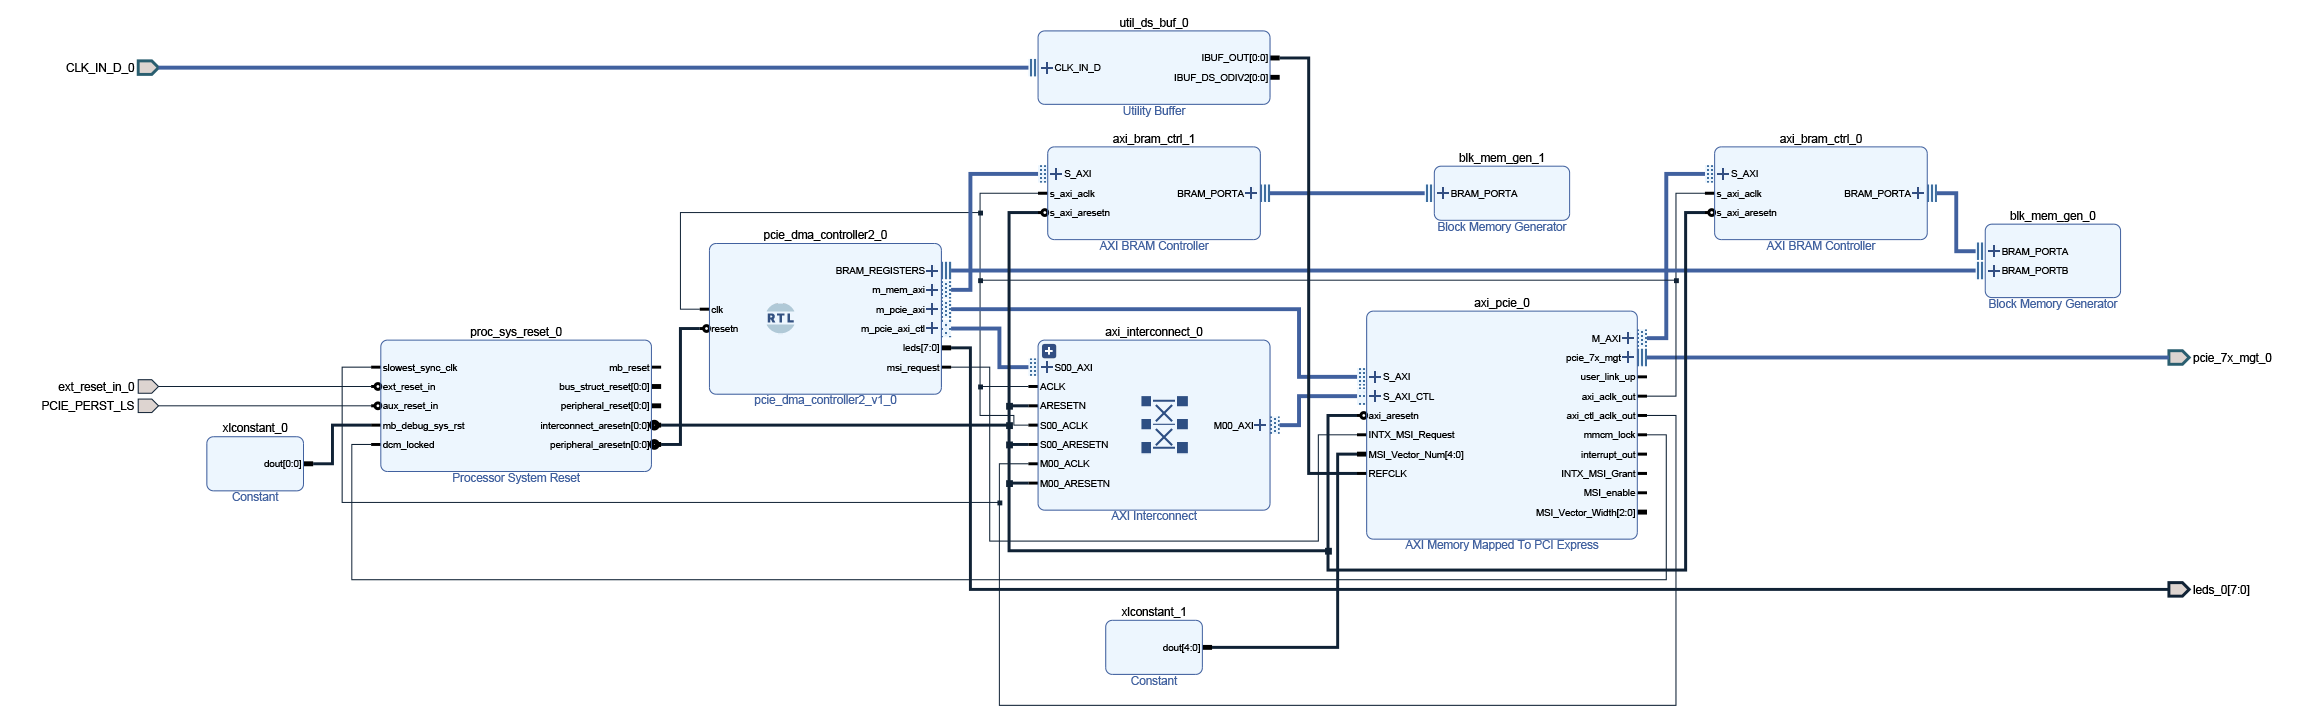 util_ds_buf_0
CLK_IN_D_0
CLK_IN_D
IBUF_OUT[0:0]
IBUF_DS_ODIV2[0:0]
Utility Buffer
axi_bram_ctrl_1
S_AXI
s_axi_aclk
s_axi_aresetn
BRAM_PORTA
AXI BRAM Controller
blk_mem_gen_1
BRAM_PORTA
Block Memory Generator
axi_bram_ctrl_0
S_AXI
s_axi_aclk
s_axi_aresetn
BRAM_PORTA
AXI BRAM Controller
blk_mem_gen_0
BRAM_PORTA
BRAM_PORTB
Block Memory Generator
pcie_dma_controller2_0
clk
resetn
RTL
BRAM_REGISTERS
m_mem_axi
m_pcie_axi
m_pcie_axi_ctl
leds[7:0]
msi_request
pcie_dma_controller2_v1_0
proc_sys_reset_0
ext_reset_in_0
PCIE_PERST_LS
slowest_sync_clk
ext_reset_in
aux_reset_in
mb_debug_sys_rst
dcm_locked
mb_reset
bus_struct_reset[0:0]
peripheral_reset[0:0]
interconnect_aresetn[0:0]
peripheral_aresetn[0:0]
Processor System Reset
xlconstant_0
dout[0:0]
Constant
axi_interconnect_0
S00_AXI
ACLK
ARESETN
S00_ACLK
S00_ARESETN
M00_ACLK
M00_ARESETN
M00_AXI
AXI Interconnect
axi_pcie_0
S_AXI
S_AXI_CTL
axi_aresetn
INTX_MSI_Request
MSI_Vector_Num[4:0]
REFCLK
M_AXI
pcie_7x_mgt
user_link_up
axi_aclk_out
axi_ctl_aclk_out
mmcm_lock
interrupt_out
INTX_MSI_Grant
MSI_enable
MSI_Vector_Width[2:0]
AXI Memory Mapped To PCI Express
pcie_7x_mgt_0
leds_0[7:0]
xlconstant_1
dout[4:0]
Constant